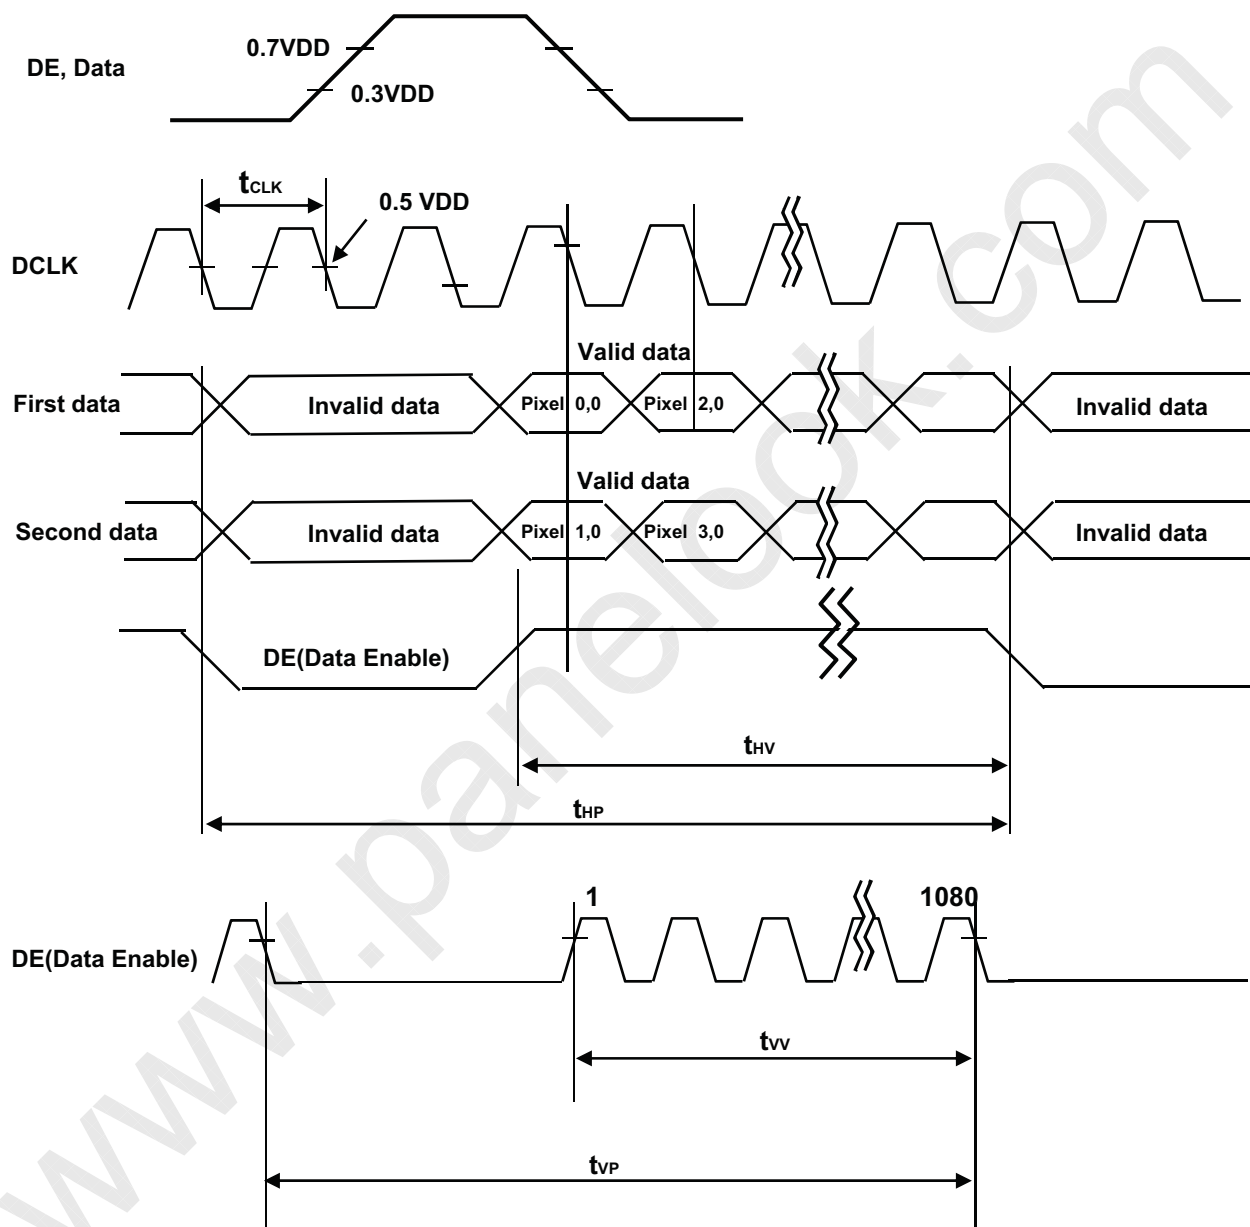 0.7VDD
DE, Data
0.3VDD
tCLK
0.5 VDD
DCLK
Valid data
First data
Invalid data
Pixel 0,0
Pixel 2,0
Invalid data
Valid data
Second data
Invalid data
Pixel 1,0
Pixel 3,0
Invalid data
DE(Data Enable)
tHV
tHP
1
1080
DE(Data Enable)
tVV
tVP
www.panelook.com